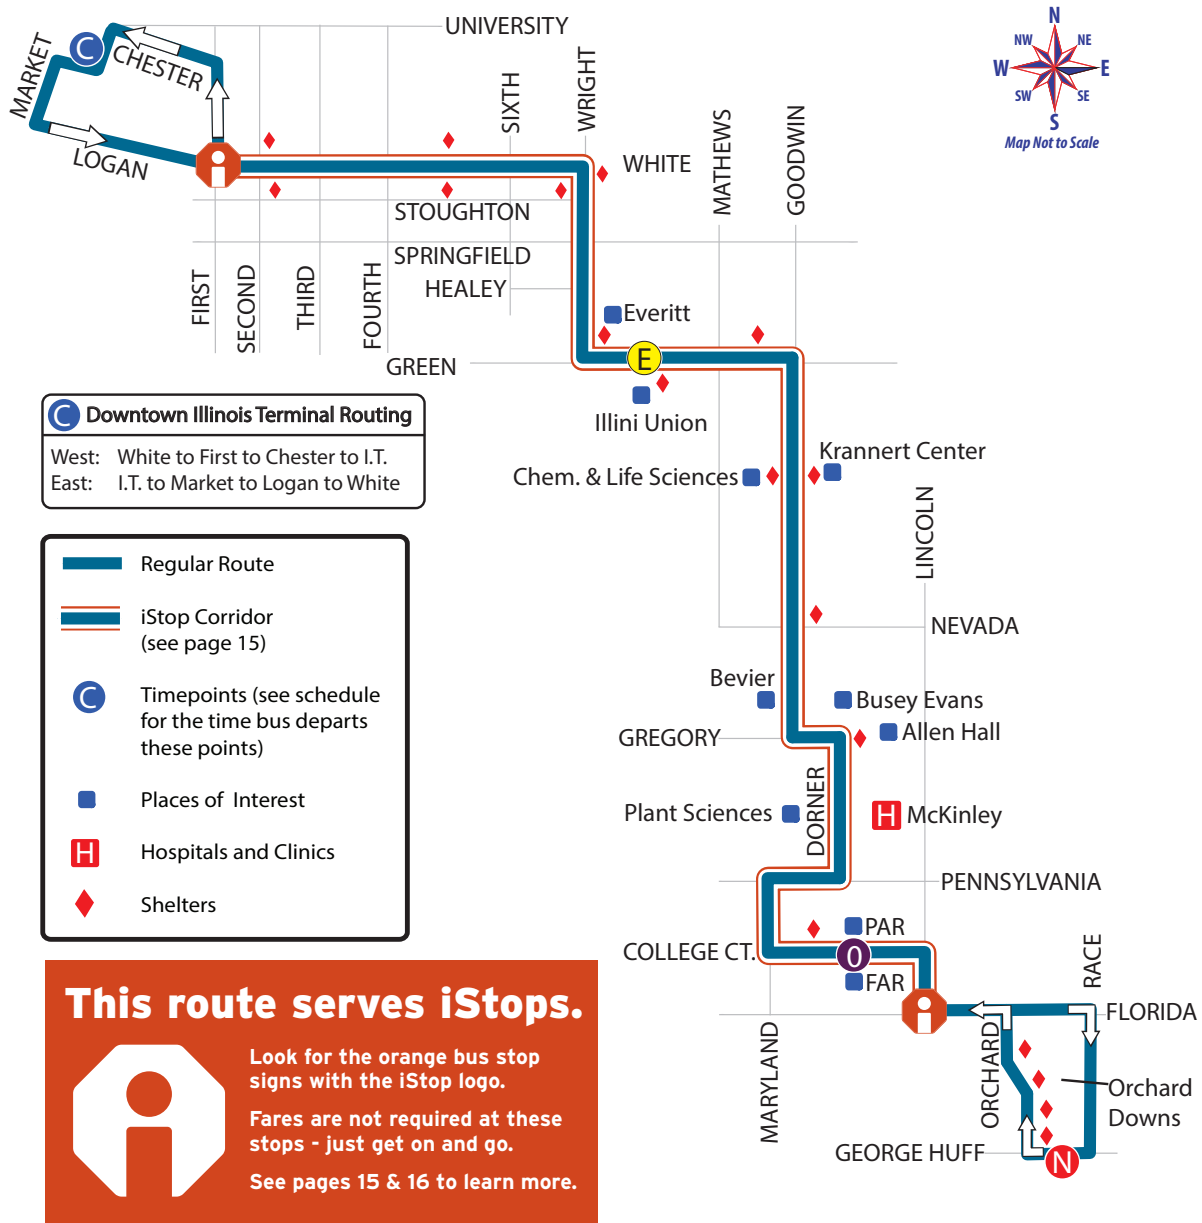 UNIVERSITY
MARKET
C
CHESTER
LOGAN
SIXTH
WRIGHT
WHITE
MATHEWS
GOODWIN
N
NW
NE
W
E
SW
SE
S
Map Not to Scale
STOUGHTON
SPRINGFIELD
HEALEY
FIRST
SECOND
THIRD
FOURTH
Everitt
GREEN
E
Illini Union
C Downtown Illinois Terminal Routing
West: White to First to Chester to I.T.
East: I.T. to Market to Logan to White
Krannert Center
Chem. & Life Sciences
LINCOLN
NEVADA
Regular Route
iStop Corridor
(see page 15)
C Timepoints (see schedule
for the time bus departs
these points)
Places of Interest
H Hospitals and Clinics
Shelters
Bevier
Busey Evans
GREGORY
Allen Hall
DORNER
Plant Sciences
H McKinley
PENNSYLVANIA
PAR
COLLEGE CT.
O
FAR
RACE
FLORIDA
MARYLAND
ORCHARD
Orchard
Downs
GEORGE HUFF
N
This route serves iStops.
Look for the orange bus stop
signs with the iStop logo.
Fares are not required at these
stops - just get on and go.
See pages 15 & 16 to learn more.